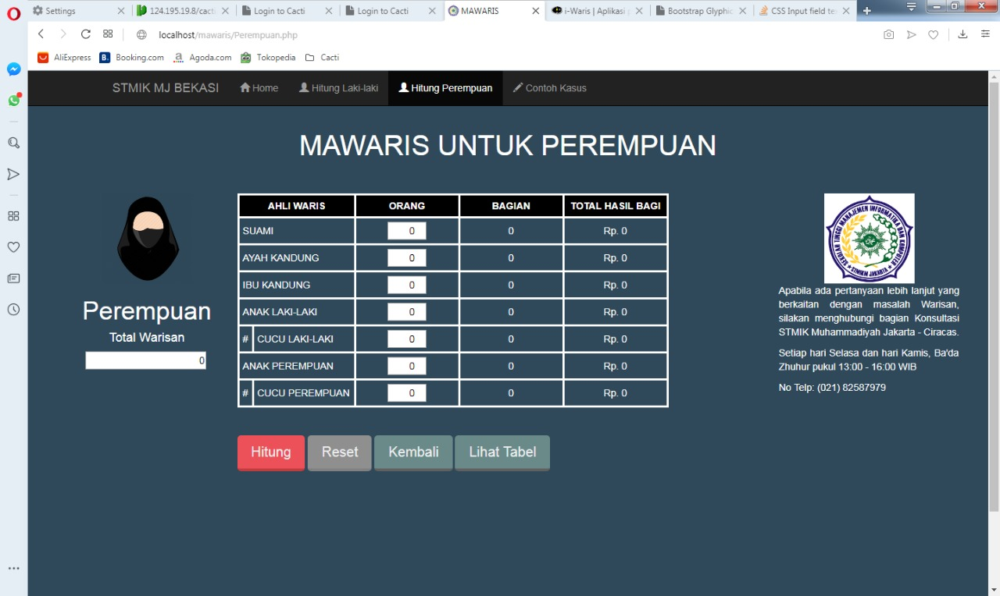 Settings
124.195.19.8/cacti
Login to Cacti
Login to Cacti
MAWARIS
i-Waris | Aplikasi p
Bootstrap Glyphic
CSS Input field te
localhost/mawaris/Perempuan.php
AliExpress
B. Booking.com
a Agoda.com
Tokopedia
Cacti
STMIK MJ BEKASI
Home
Hitung Laki-laki
Hitung Perempuan
Contoh Kasus
MAWARIS UNTUK PEREMPUAN
Perempuan
Total Warisan
0
AHLI WARIS ORANG BAGIAN TOTAL HASIL BAGI
SUAMI 0 0 Rp. 0
AYAH KANDUNG 0 0 Rp. 0
IBU KANDUNG 0 0 Rp. 0
ANAK LAKI-LAKI 0 0 Rp. 0
# CUCU LAKI-LAKI 0 0 Rp. 0
ANAK PEREMPUAN 0 0 Rp. 0
# CUCU PEREMPUAN 0 0 Rp. 0
Hitung Reset Kembali Lihat Tabel
SEKOLAH TINGGI MANAJEMEN INFORMATIKA DAN KOMPUTER
STMIKM JAKARTA
Apabila ada pertanyaan lebih lanjut yang
berkaitan dengan masalah Warisan,
silakan menghubungi bagian Konsultasi
STMIK Muhammadiyah Jakarta - Ciracas.
Setiap hari Selasa dan hari Kamis, Ba'da
Zhuhur pukul 13:00 - 16:00 WIB
No Telp: (021) 82587979